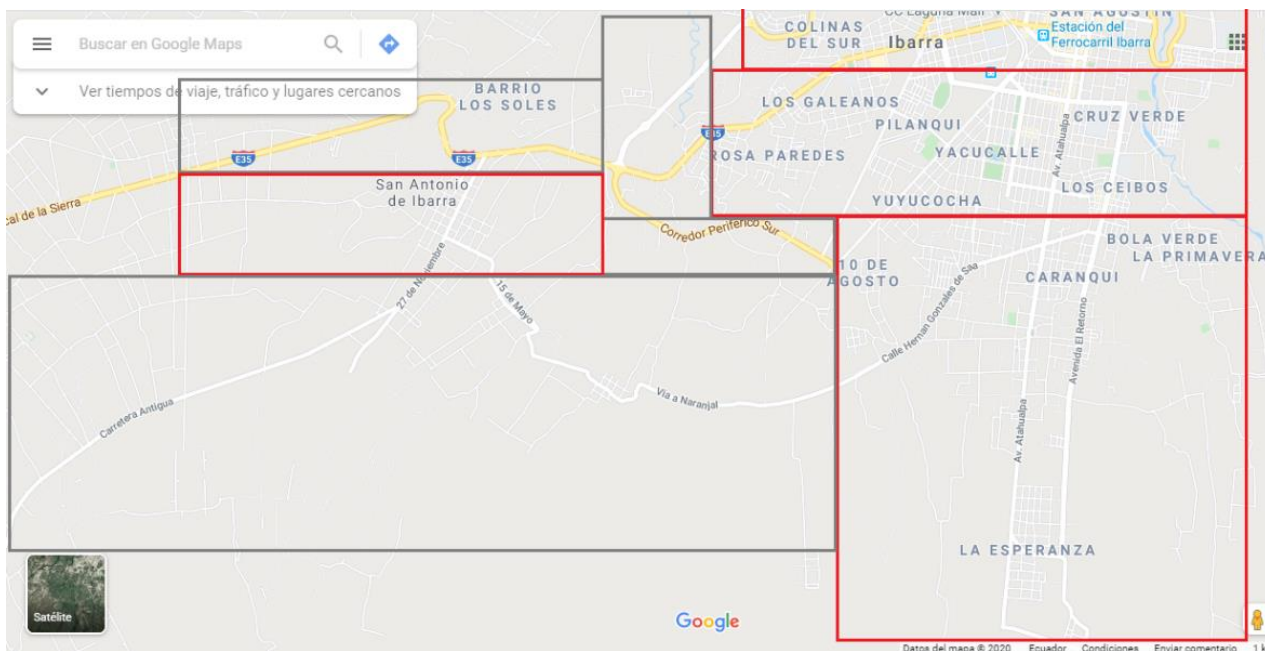 Buscar en Google Maps
Ver tiempos de viaje, tráfico y lugares cercanos
COLINAS
DEL SUR
Ibarra
SAN AGUSTIN
Estación del
Ferrocarril Ibarra
BARRIO
LOS SOLES
LOS GALEANOS
PILANQUI
CRUZ VERDE
E35
E35
E35
ROSA PAREDES
YACUCALLE
Av. Atahualpa
San Antonio
de Ibarra
LOS CEIBOS
YUYUCOCHA
cal de la Sierra
Corredor Periférico Sur
BOLA VERDE
LA PRIMAVERA
27 de Noviembre
10 DE
AGOSTO
CARANQUI
15 de Mayo
Calle Hernan Gonzales de Saa
Avenida El Retorno
Via a Naranjal
Carretera Antigua
Av. Atahualpa
LA ESPERANZA
Satélite
Google
Datos del mapa © 2020 Ecuador Condiciones Enviar comentario